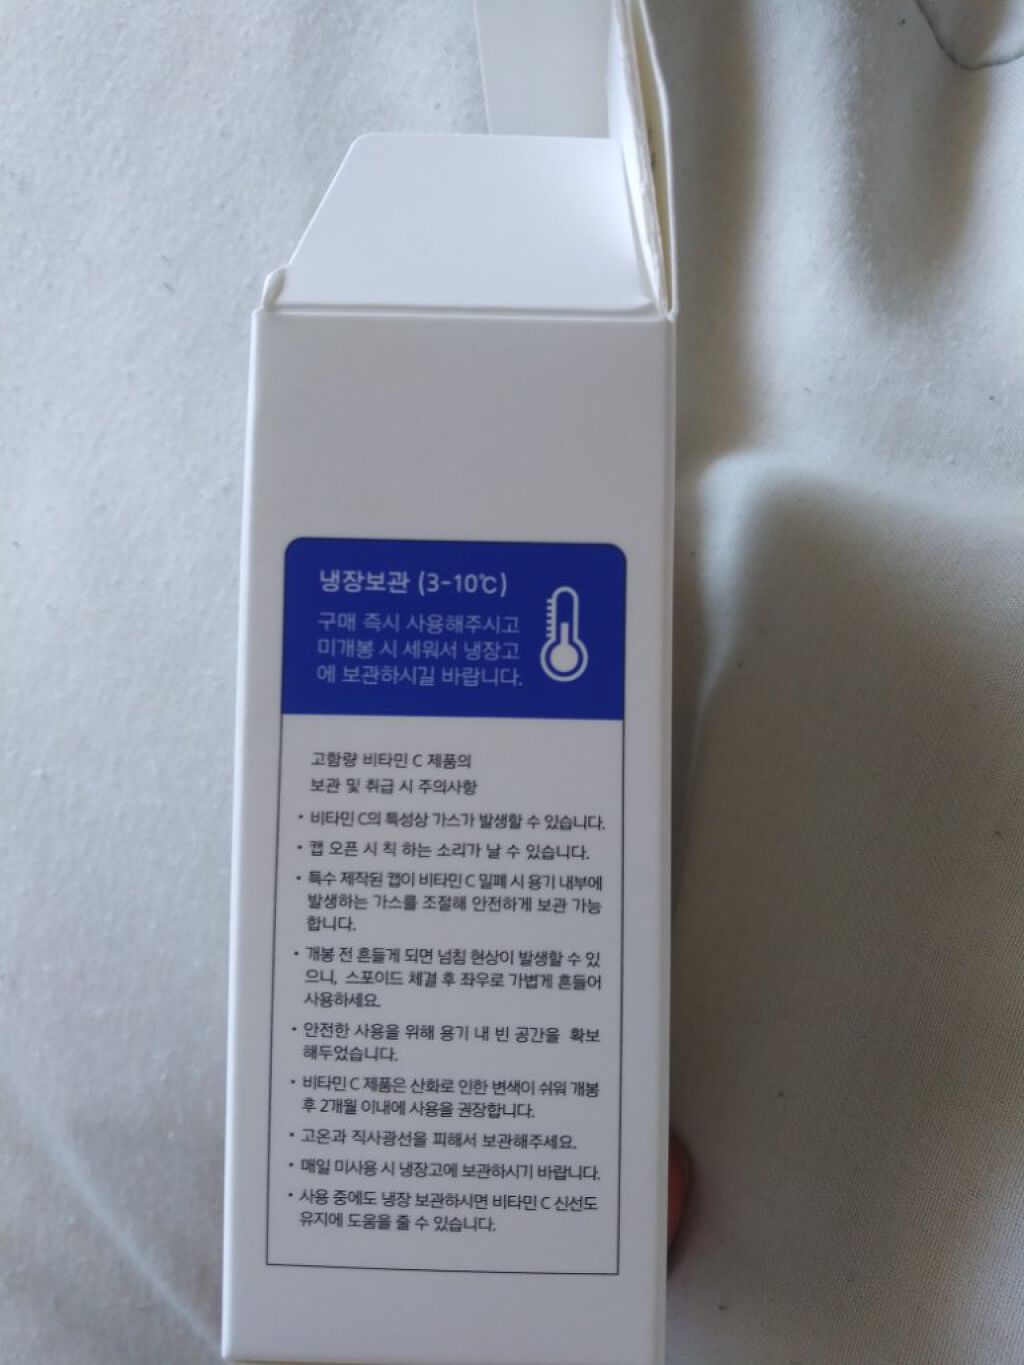 냉장보관 (3-10℃)
구매 즉시 사용해주시고
미개봉 시 세워서 냉장고
에 보관하시길 바랍니다.
고함량 비타민 C 제품의
보관 및 취급 시 주의사항
• 비타민 C의 특성상 가스가 발생할 수 있습니다.
• 캡 오픈 시 칙 하는 소리가 날 수 있습니다.
• 특수 제작된 캡이 비타민 C 밀폐 시 용기 내부에
발생하는 가스를 조절해 안전하게 보관 가능
합니다.
• 개봉 전 흔들게 되면 넘침 현상이 발생할 수 있
으니, 스포이드 체결 후 좌우로 가볍게 흔들어
사용하세요.
• 안전한 사용을 위해 용기 내 빈 공간을 확보
해두었습니다.
• 비타민 C 제품은 산화로 인한 변색이 쉬워 개봉
후 2개월 이내에 사용을 권장합니다.
• 고온과 직사광선을 피해서 보관해주세요.
• 매일 미사용 시 냉장고에 보관하시기 바랍니다.
• 사용 중에도 냉장 보관하시면 비타민 C 신선도
유지에 도움을 줄 수 있습니다.